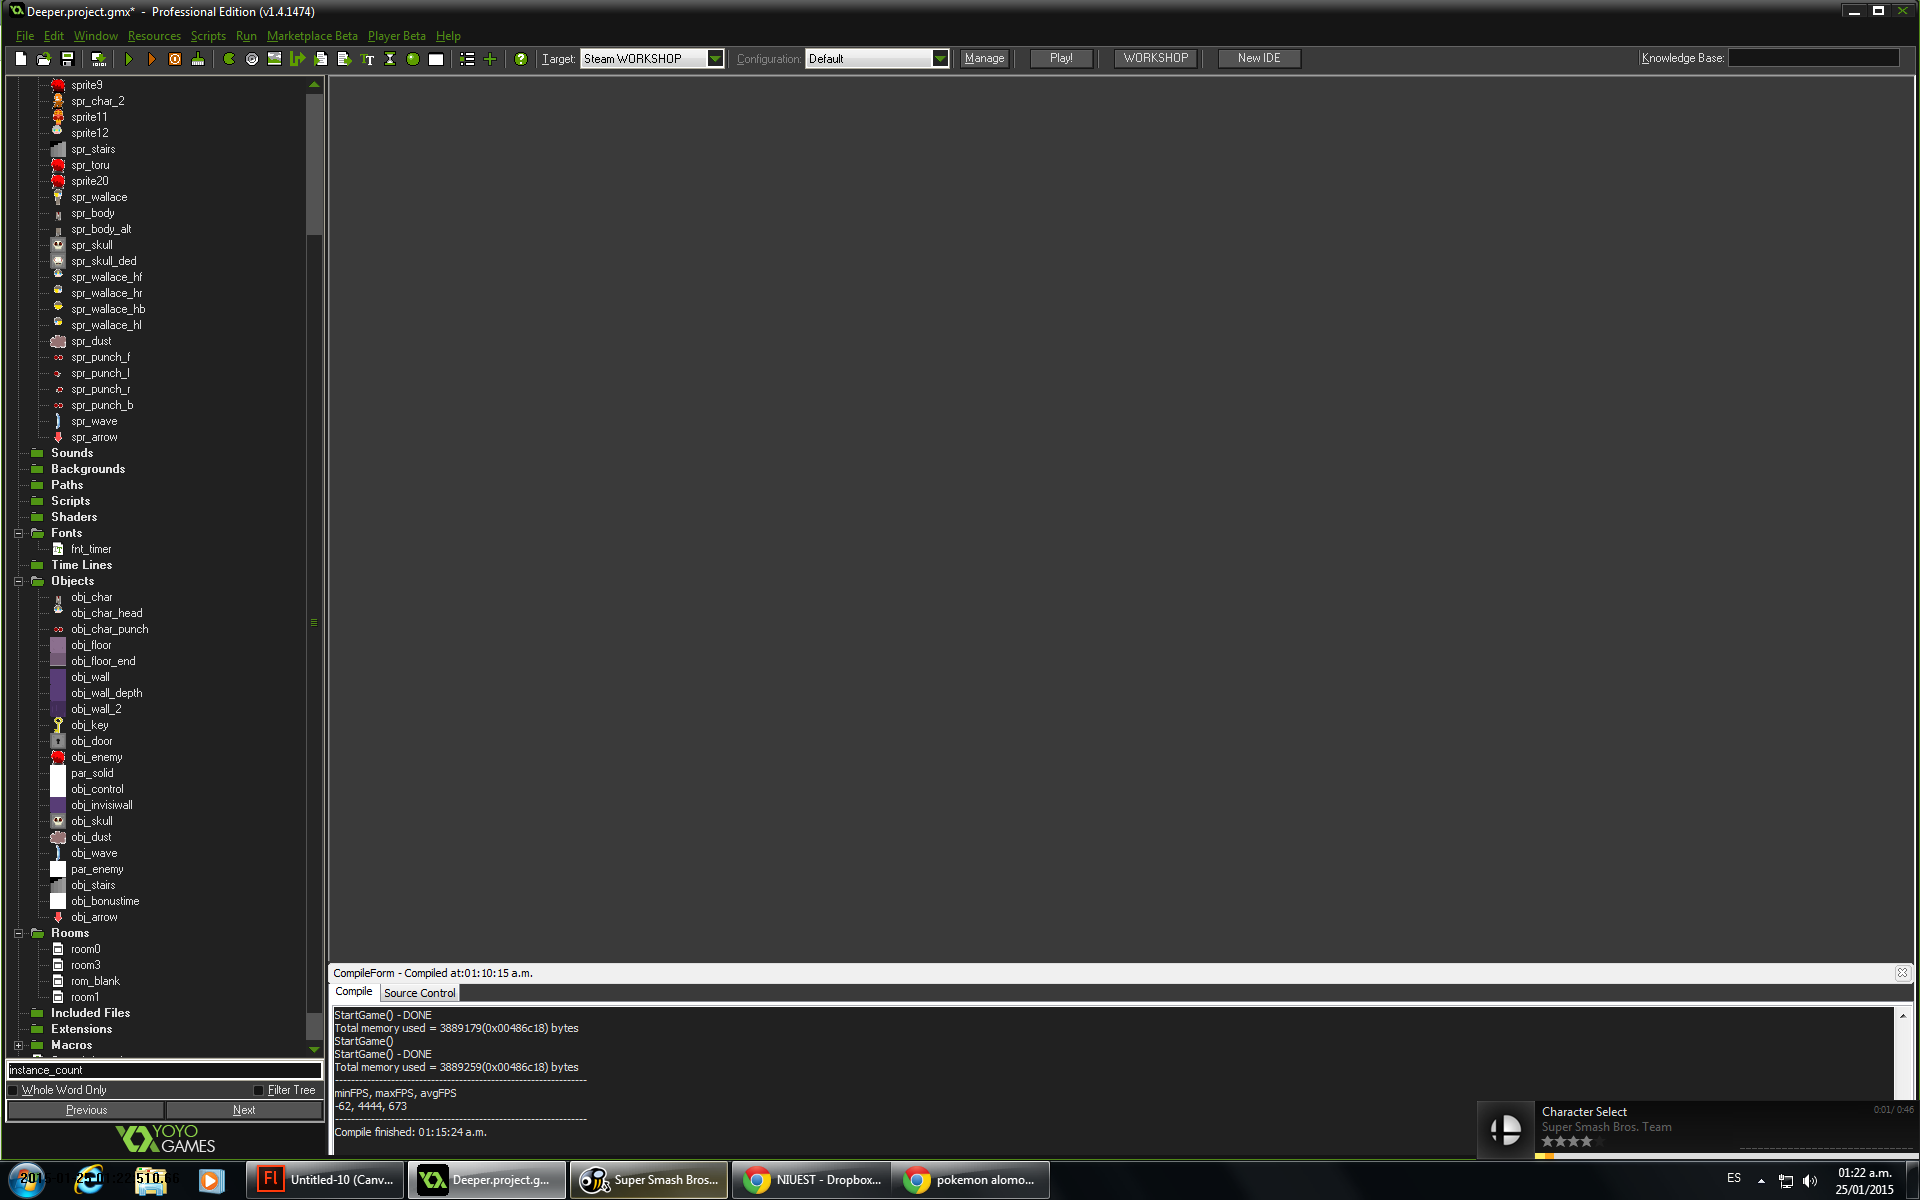 Deeper.project.gmx* - Professional Edition (v1.4.1474)
File Edit Window Resources Scripts Run Marketplace Beta Player Beta Help
Target: Steam WORKSHOP Configuration: Default Manage Play! WORKSHOP New IDE Knowledge Base:
sprite9
spr_char_2
sprite11
sprite12
spr_stairs
spr_toru
sprite20
spr_wallace
spr_body
spr_body_alt
spr_skull
spr_skull_ded
spr_wallace_hf
spr_wallace_hr
spr_wallace_hb
spr_wallace_hl
spr_dust
spr_punch_f
spr_punch_l
spr_punch_r
spr_punch_b
spr_wave
spr_arrow
Sounds
Backgrounds
Paths
Scripts
Shaders
Fonts
fnt_timer
Time Lines
Objects
obj_char
obj_char_head
obj_char_punch
obj_floor
obj_floor_end
obj_wall
obj_wall_depth
obj_wall_2
obj_key
obj_door
obj_enemy
par_solid
obj_control
obj_invisiwall
obj_skull
obj_dust
obj_wave
par_enemy
obj_stairs
obj_bonustime
obj_arrow
Rooms
room0
room3
rom_blank
room1
Included Files
Extensions
Macros
instance_count
Whole Word Only Filter Tree
Previous Next
YOYO
GAMES
CompileForm - Compiled at:01:10:15 a.m.
Compile Source Control
StartGame() - DONE
Total memory used = 3889179(0x00486c18) bytes
StartGame()
StartGame() - DONE
Total memory used = 3889259(0x00486c18) bytes
minFPS, maxFPS, avgFPS
-62, 4444, 673
Compile finished: 01:15:24 a.m.
Character Select 0:01/ 0:46
Super Smash Bros. Team
Untitled-10 (Canv...
Deeper.project.g...
Super Smash Bros...
NIUEST - Dropbox...
pokemon alomo...
ES
01:22 a.m.
25/01/2015